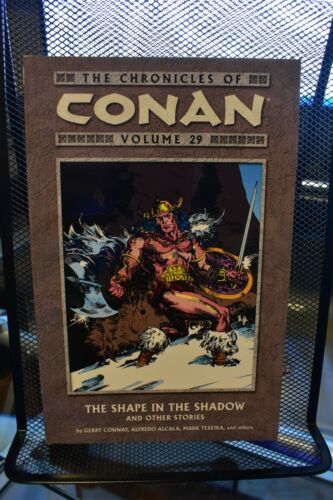 THE CHRONICLES OF
CONAN
VOLUME 29
THE SHAPE IN THE SHADOW
AND OTHER STORIES
by GERRY CONWAY, ALFREDO ALCALA, MARK TEXEIRA, and others